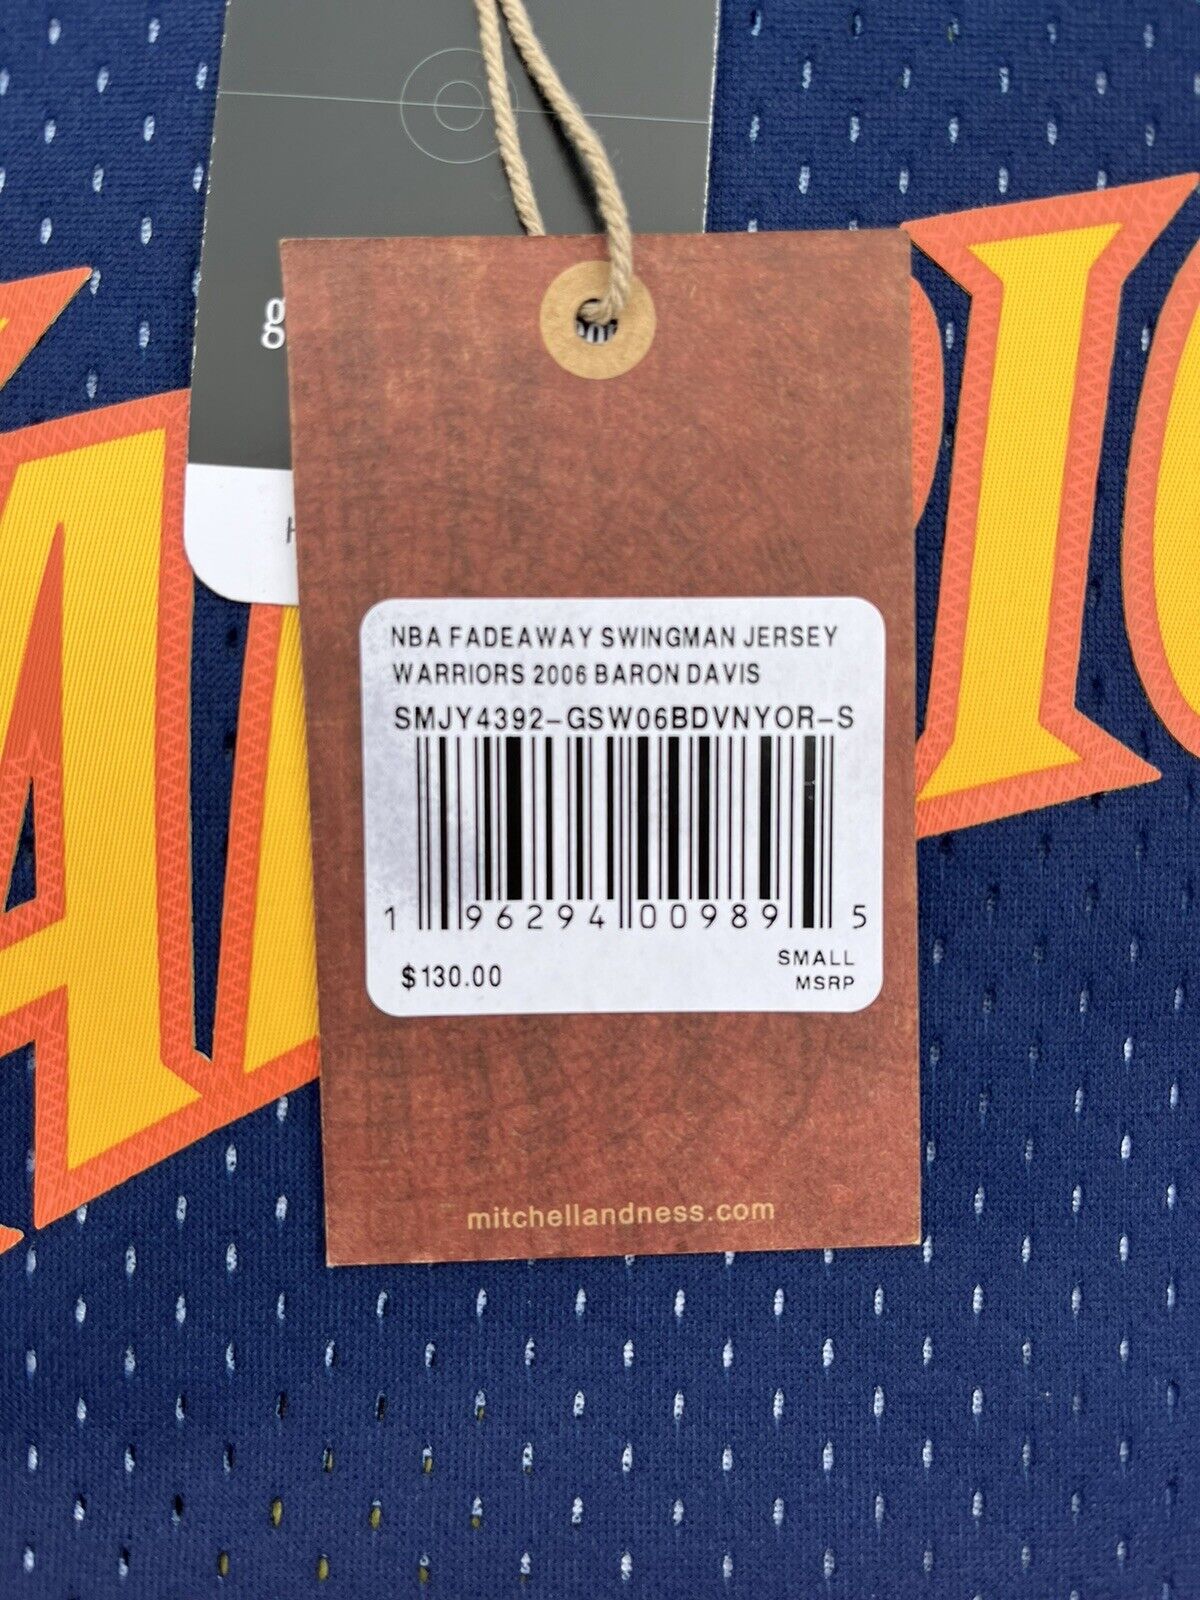 g
NBA FADEAWAY SWINGMAN JERSEY
WARRIORS 2006 BARON DAVIS
SMJY4392-GSW06BDVNYOR-S
1 96294 00989 5
$130.00
SMALL
MSRP
mitchellandness.com